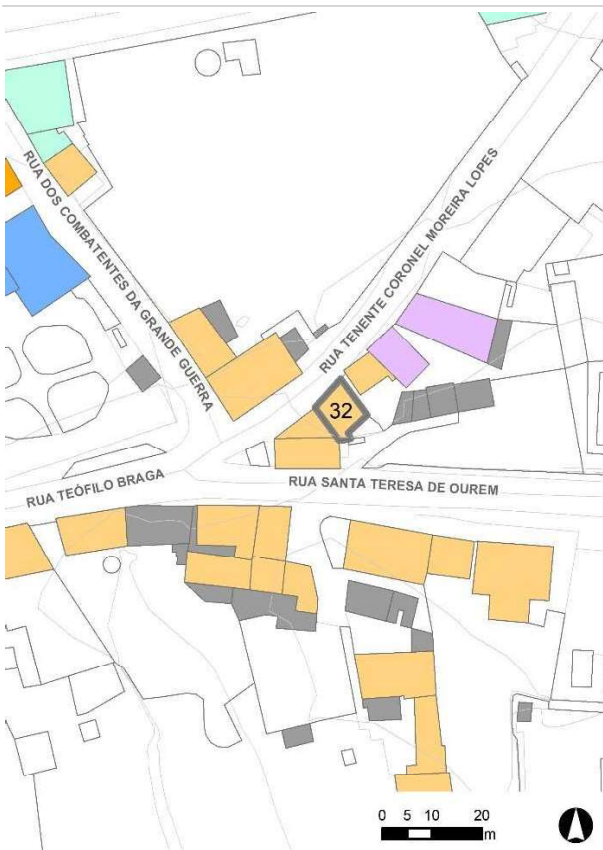 RUA DOS COMBATENTES DA GRANDE GUERRA
RUA TENENTE CORONEL MOREIRA LOPES
32
RUA TEÓFILO BRAGA
RUA SANTA TERESA DE OUREM
0 5 10 20
m